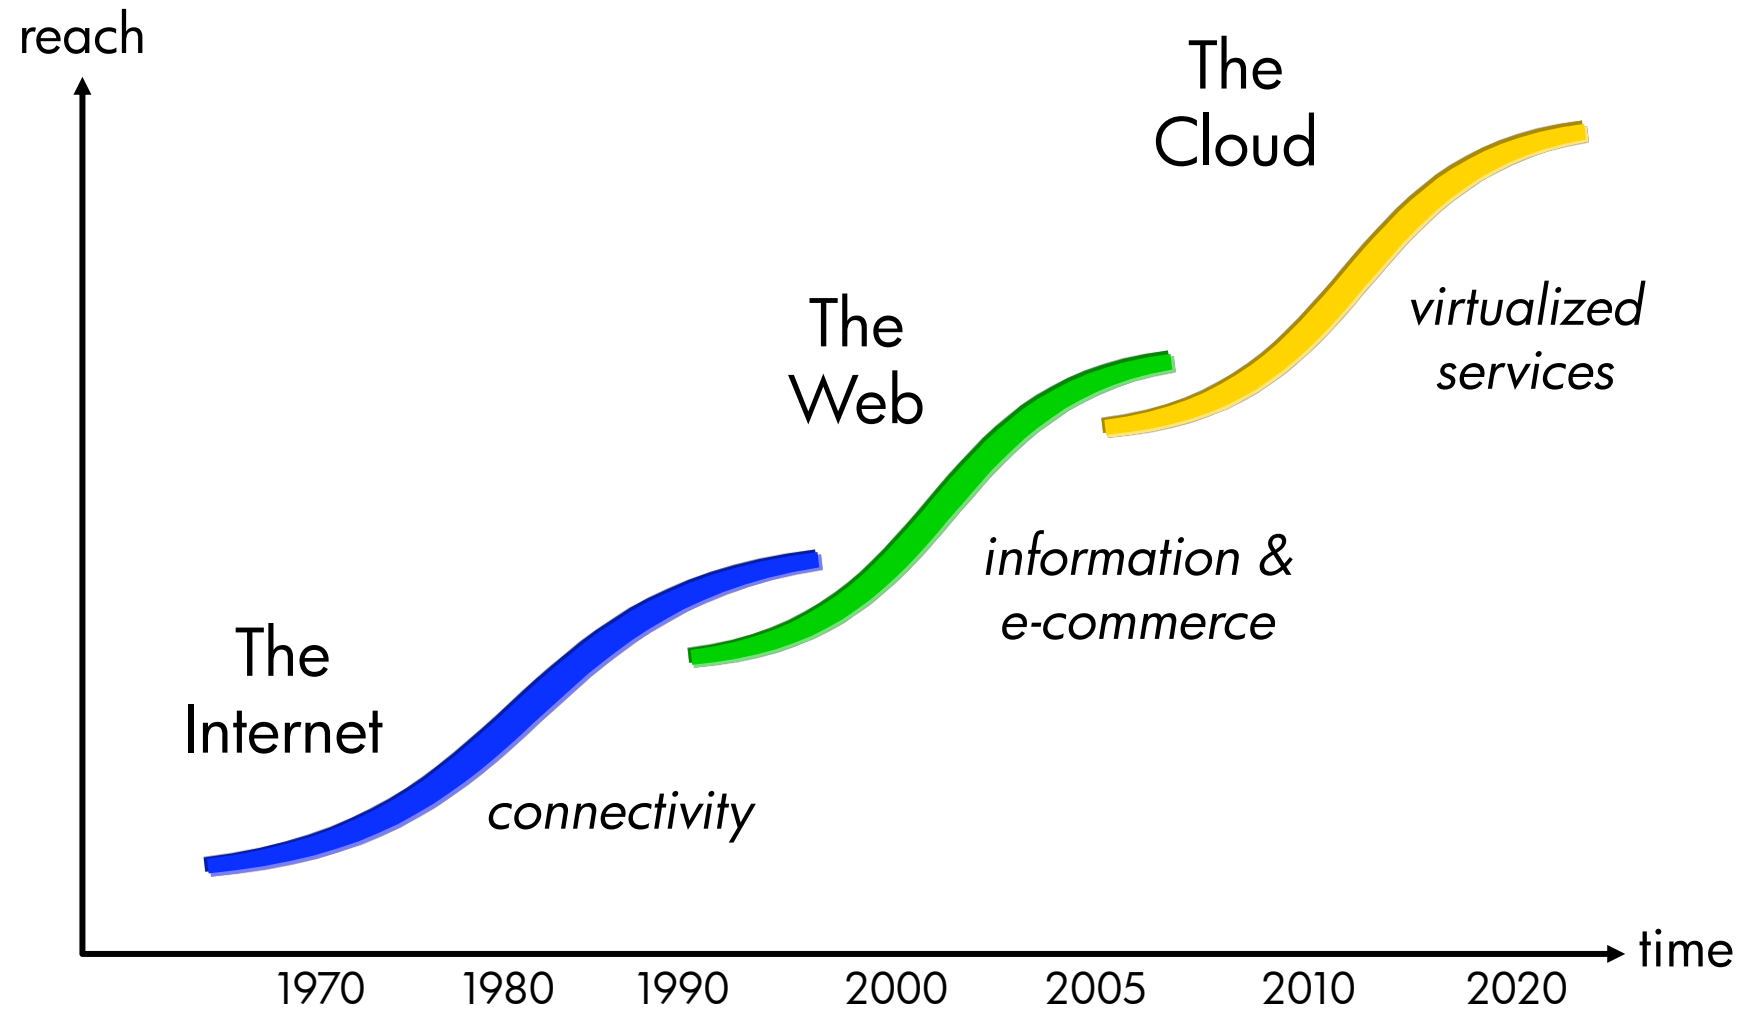 reach
The
Cloud
virtualized
services
The
Web
information &
e-commerce
The
Internet
connectivity
time
1970 1980 1990 2000 2005 2010 2020